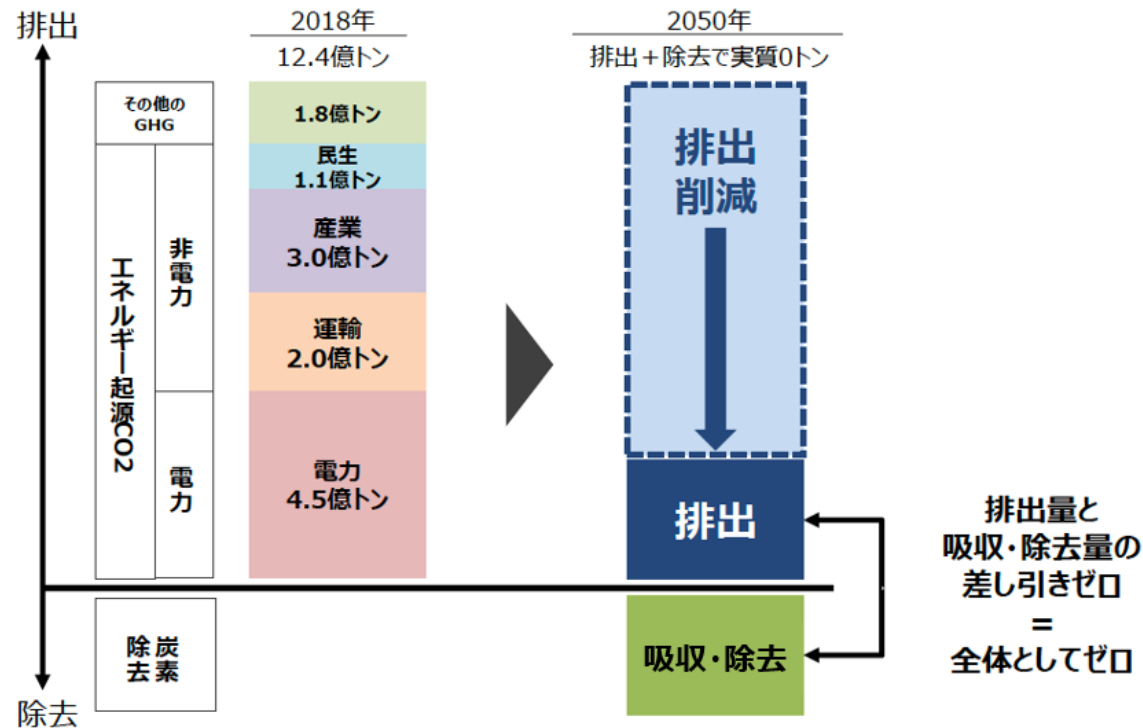 排出
2018年
12.4億トン
2050年
排出＋除去で実質0トン
その他の
GHG
エネルギー起源CO2
非電力
電力
1.8億トン
民生
1.1億トン
産業
3.0億トン
運輸
2.0億トン
電力
4.5億トン
排出
削減
排出
吸収・除去
排出量と
吸収・除去量の
差し引きゼロ
＝
全体としてゼロ
炭素
除去
除去